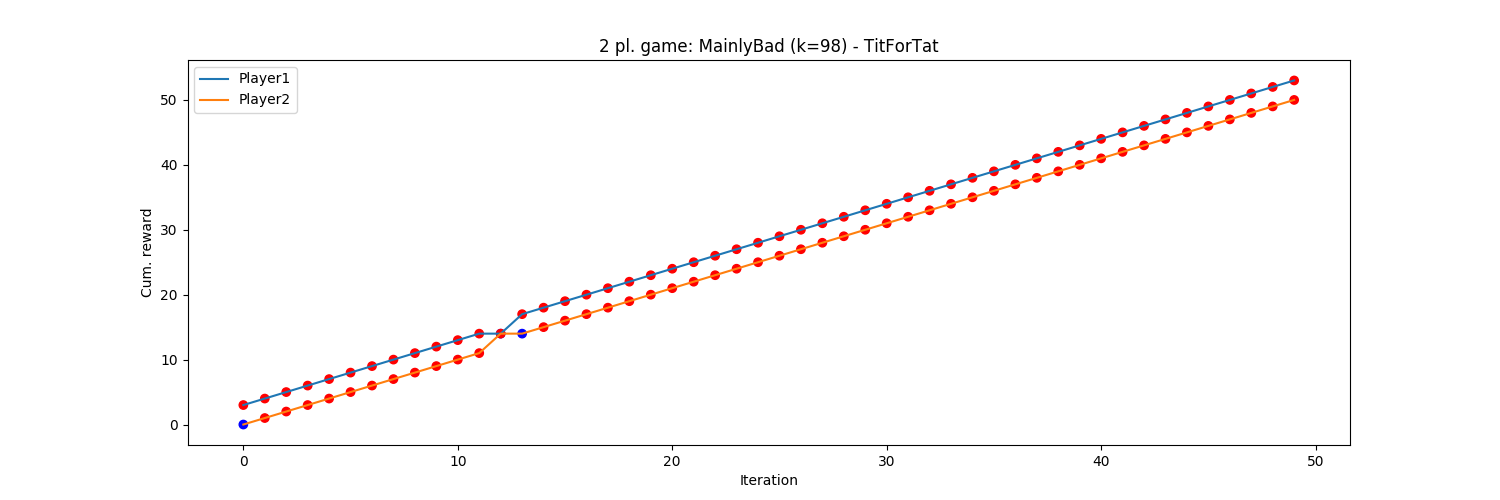 2 pl. game: MainlyBad (k=98) - TitForTat
Player1
Player2
Cum. reward
50
40
30
20
10
0
0 10 20 30 40 50
Iteration